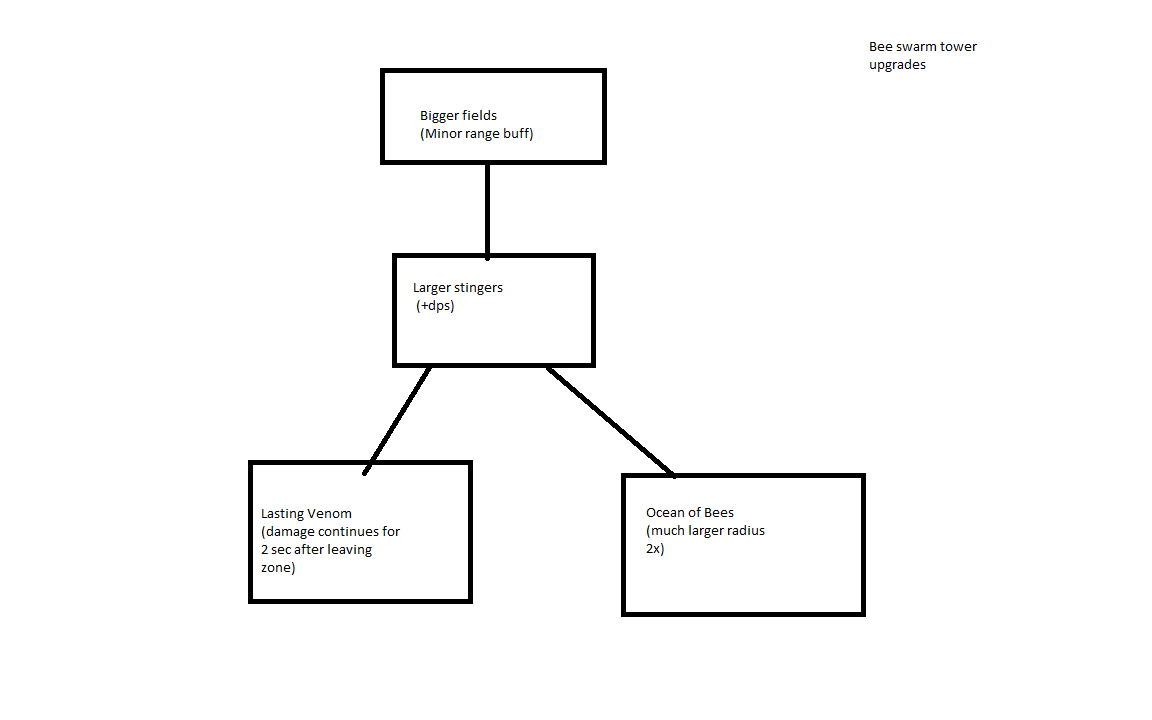 Bee swarm tower
upgrades
Bigger fields
(Minor range buff)
Larger stingers
(+dps)
Lasting Venom
(damage continues for
2 sec after leaving
zone)
Ocean of Bees
(much larger radius
2x)